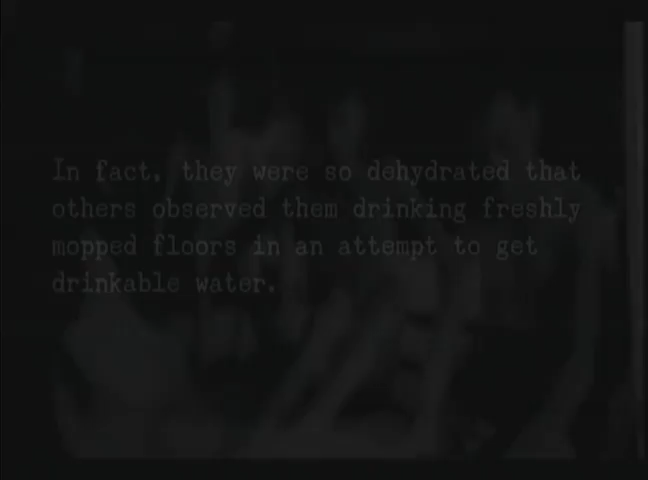 In fact, they were so dehydrated that
others observed them drinking freshly
mopped floors in an attempt to get
drinkable water.